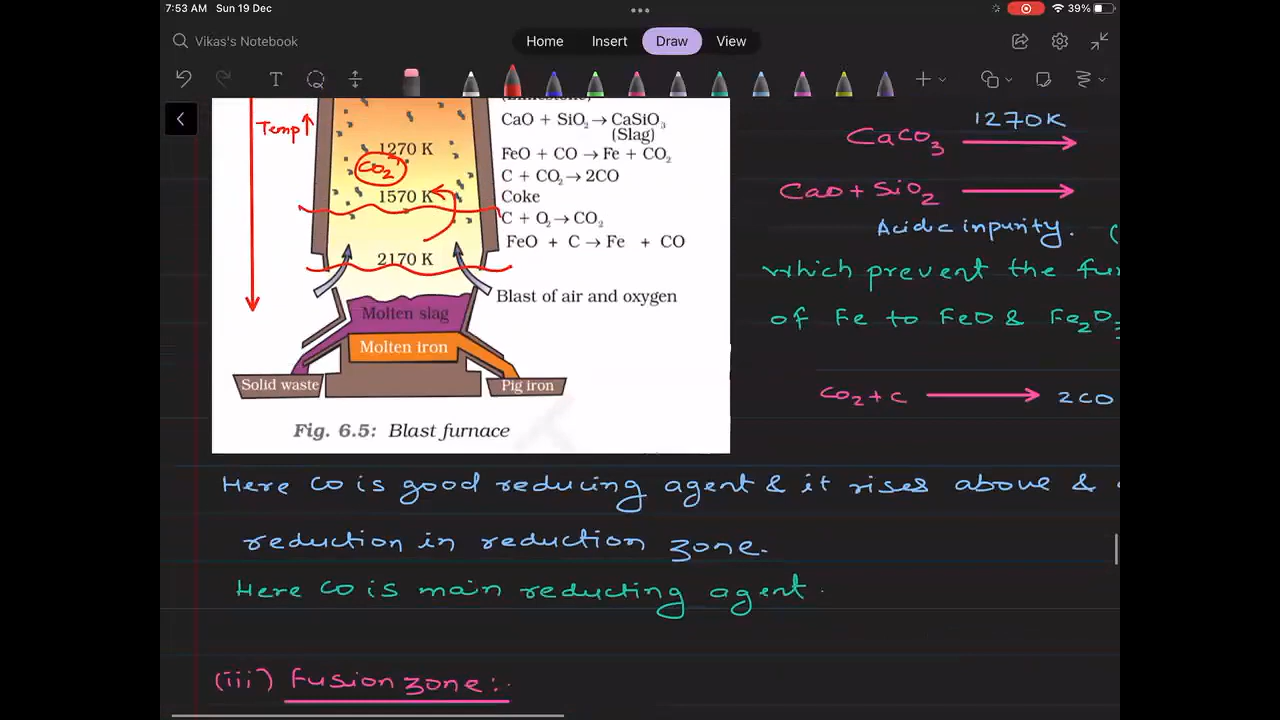 7:53 AM Sun 19 Dec
39%
Vikas's Notebook
Home Insert Draw View
(Limestone)
CaO + SiO₂ → CaSiO₃
(Slag)
FeO + CO → Fe + CO₂
C + CO₂ → 2CO
Coke
C + O₂ → CO₂
FeO + C → Fe + CO
Blast of air and oxygen
Temp↑
1270 K
CO₂
1570 K
2170 K
Molten slag
Molten iron
Solid waste
Pig iron
Fig. 6.5: Blast furnace
1270K
CaCO₃ →
CaO + SiO₂ →
Acidic inpurity. (
Which prevent the fur
of Fe to FeO & Fe₂O₃
CO₂ + C → 2CO
Here CO is good reducing agent & it rises above &
reduction in reduction zone.
Here CO is main reducting agent.
(iii) Fusion zone: